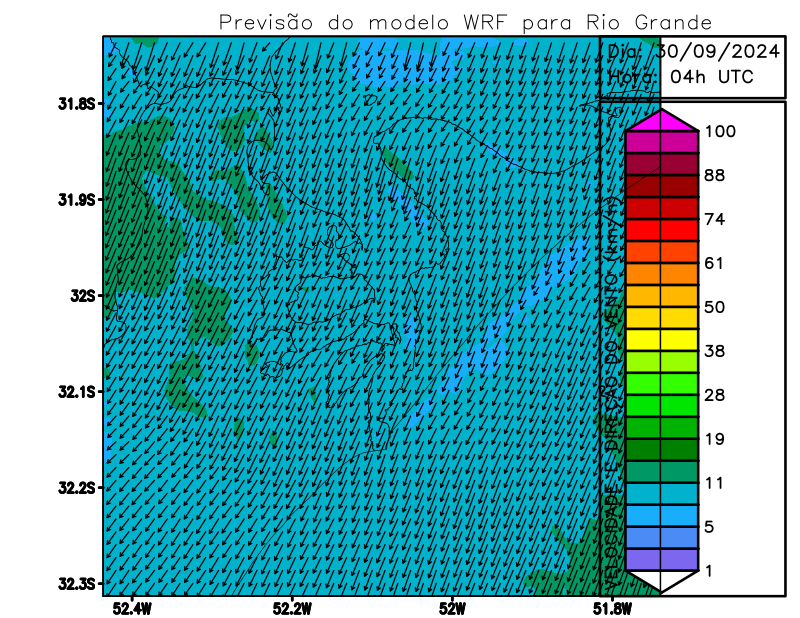 Previsão do modelo WRF para Rio Grande
Dia: 30/09/2024
Hora: 04h UTC
31.8S
31.9S
32S
32.1S
32.2S
32.3S
52.4W
52.2W
52W
51.8W
VELOCIDADE E DIREÇÃO DO VENTO (km/h)
100
88
74
61
50
38
28
19
11
5
1